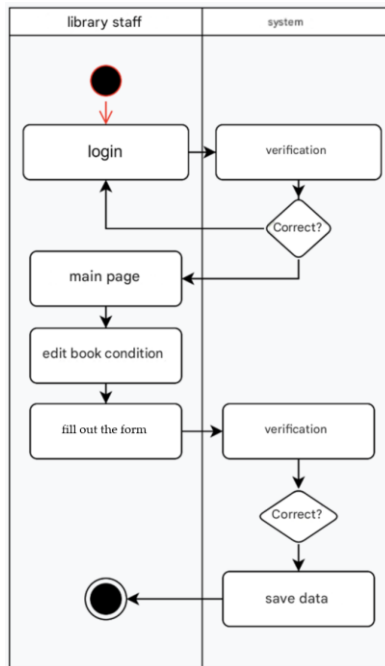 library staff
system
login
verification
Correct?
main page
edit book condition
fill out the form
verification
Correct?
save data